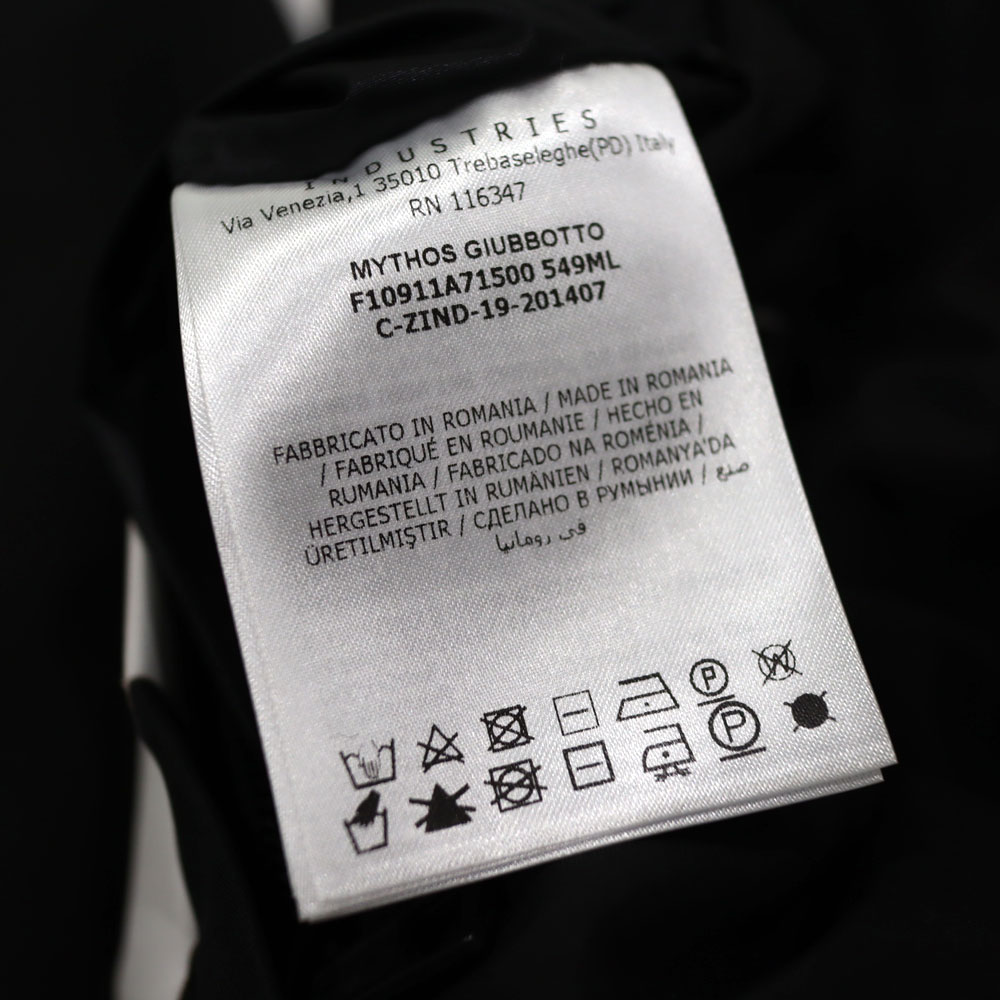 INDUSTRIES
Via Venezia,1 35010 Trebaseleghe(PD) Italy
RN 116347
MYTHOS GIUBBOTTO
F10911A71500 549ML
C-ZIND-19-201407
FABBRICATO IN ROMANIA / MADE IN ROMANIA
/ FABRIQUÉ EN ROUMANIE / HECHO EN
RUMANIA / FABRICADO NA ROMÉNIA /
HERGESTELLT IN RUMÄNIEN / ROMANYA'DA
ÜRETILMIŞTIR / СДЕЛАНО В РУМЫНИИ / صنع
في رومانيا
P W
P